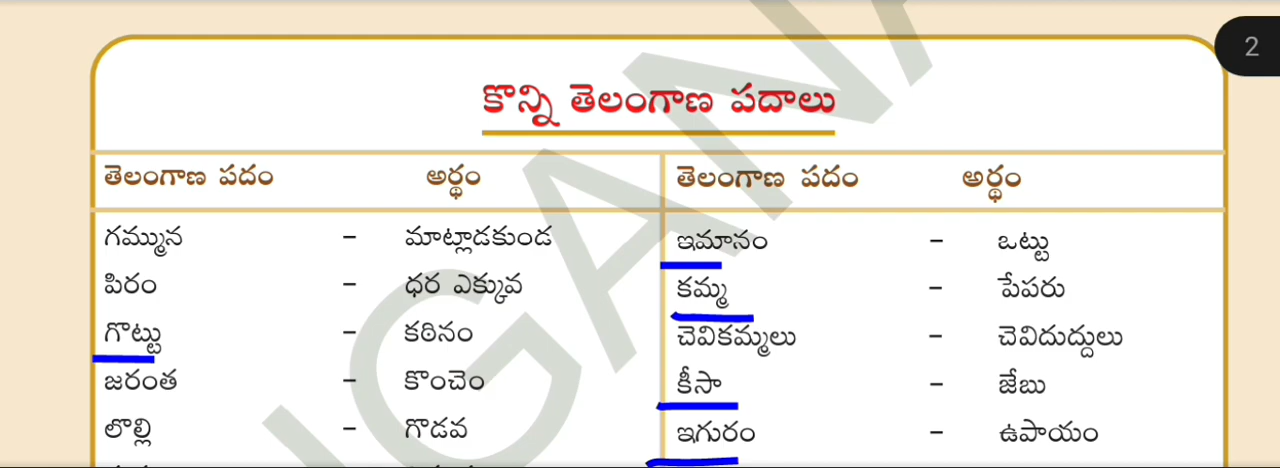 2
కొన్ని తెలంగాణ పదాలు
తెలంగాణ పదం అర్థం తెలంగాణ పదం అర్థం
గమ్మున - మాట్లాడకుండ ఇమానం - ఒట్టు
పిరం - ధర ఎక్కువ కమ్మ - పేపరు
గొట్టు - కఠినం చెవికమ్మలు - చెవిదుద్దులు
జరంత - కొంచెం కీసా - జేబు
లొల్లి - గొడవ ఇగురం - ఉపాయం